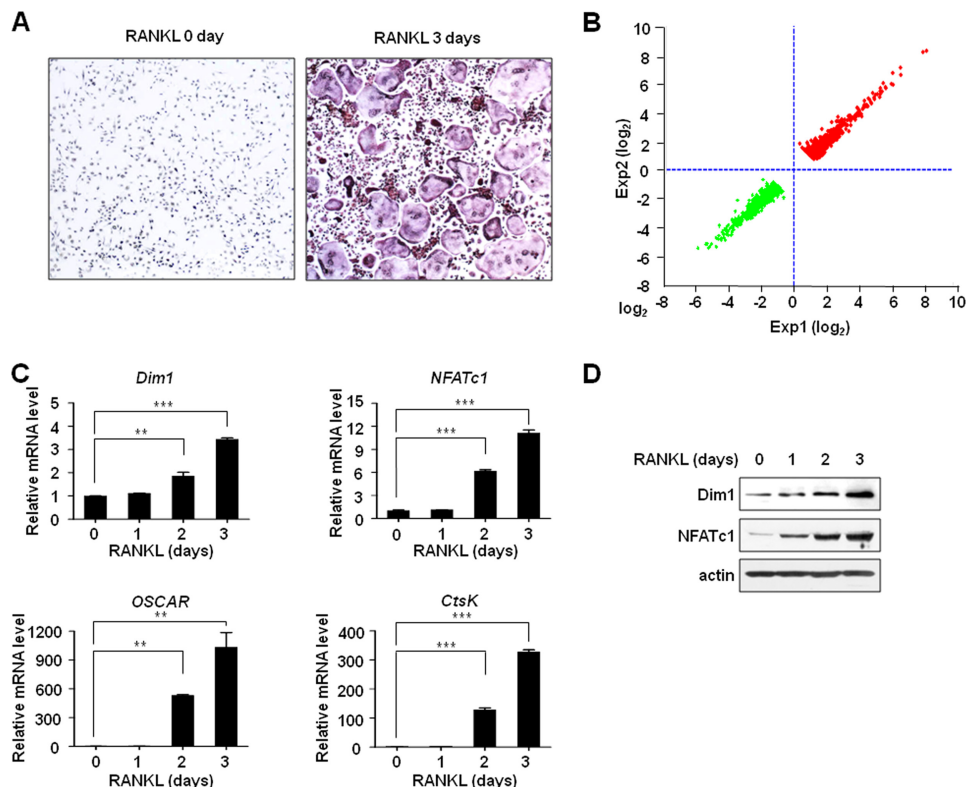 A
RANKL 0 day
RANKL 3 days
B
10
8
6
4
2
0
-2
-4
-6
-8
Exp2 (log2)
log2
-8 -6 -4 -2 0 2 4 6 8 10
Exp1 (log2)
C
Dim1
Relative mRNA level
5
4
3
2
1
0
***
**
0 1 2 3
RANKL (days)
NFATc1
Relative mRNA level
15
12
9
6
3
0
***
***
0 1 2 3
RANKL (days)
D
RANKL (days) 0 1 2 3
Dim1
NFATc1
actin
OSCAR
Relative mRNA level
1200
900
600
300
0
**
**
0 1 2 3
RANKL (days)
CtsK
Relative mRNA level
400
300
200
100
0
***
***
0 1 2 3
RANKL (days)